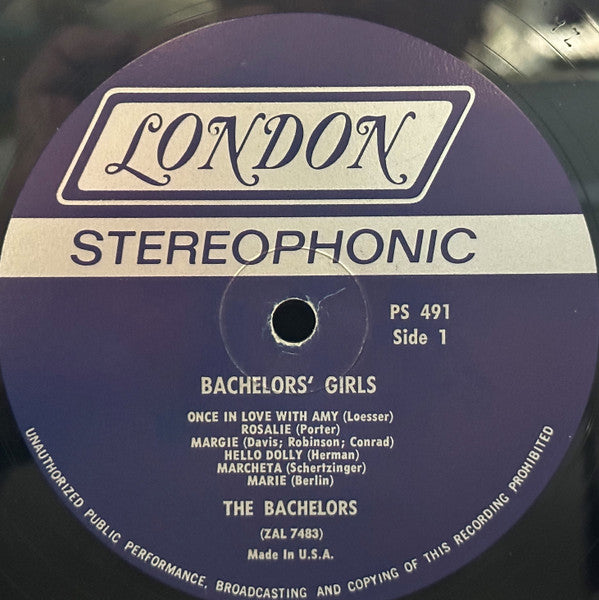 LONDON
STEREOPHONIC
PS 491
Side 1
BACHELORS' GIRLS
ONCE IN LOVE WITH AMY (Loesser)
ROSALIE (Porter)
MARGIE (Davis; Robinson; Conrad)
HELLO DOLLY (Herman)
MARCHETA (Schertzinger)
MARIE (Berlin)
THE BACHELORS
(ZAL 7483)
Made In U.S.A.
UNAUTHORIZED PUBLIC PERFORMANCE, BROADCASTING AND COPYING OF THIS RECORDING PROHIBITED